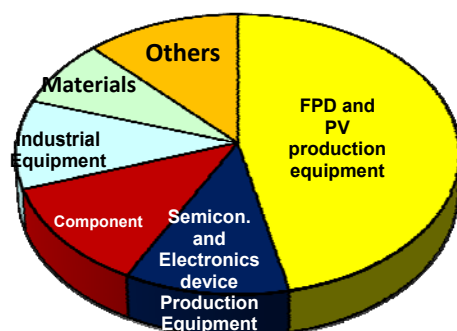 Others
Materials
Industrial
Equipment
Component
Semicon.
and
Electronics
device
Production
Equipment
FPD and
PV
production
equipment